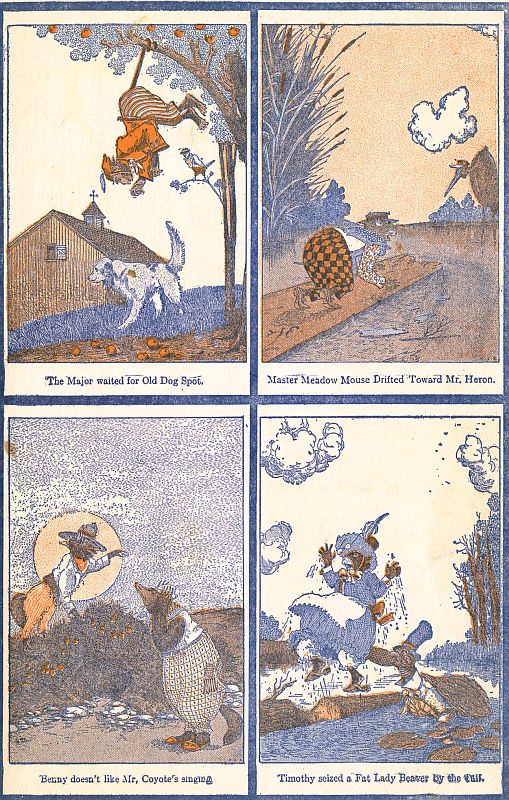 The Major waited for Old Dog Spot.
Master Meadow Mouse Drifted Toward Mr. Heron.
Benny doesn't like Mr, Coyote's singing
Timothy seized a Fat Lady Beaver by the Tail.